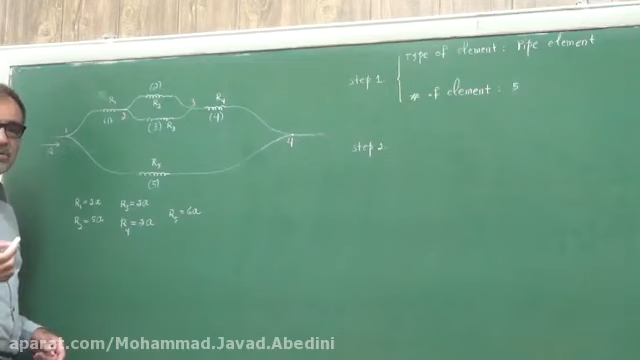 Type of element : Pipe element
step 1.
# of element : 5
step 2.
(2)
R1
R2
R4
1
(1)
2
3
(3)
R3
(4)
4
R5
(5)
R1=2Ω R3=2Ω
R2=5Ω R4=3Ω R5=6Ω
aparat.com/Mohammad.Javad.Abedini